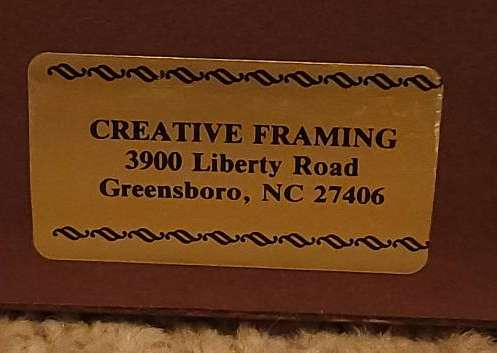 CREATIVE FRAMING
3900 Liberty Road
Greensboro, NC 27406